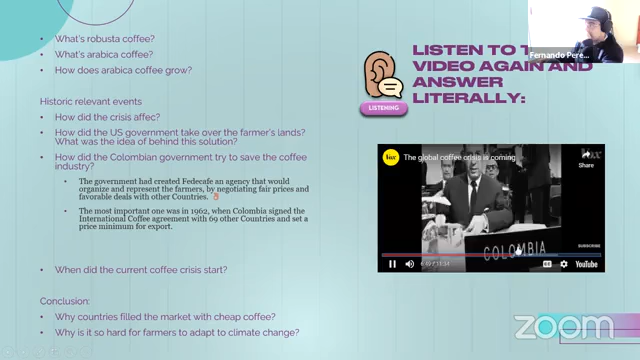 What's robusta coffee?
What's arabica coffee?
How does arabica coffee grow?
Historic relevant events
How did the crisis affec?
How did the US government take over the farmer's lands?
What was the idea of behind this solution?
How did the Colombian government try to save the coffee
industry?
The government had created Fedecafe an agency that would
organize and represent the farmers, by negotiating fair prices and
favorable deals with other Countries.
The most important one was in 1962, when Colombia signed the
International Coffee agreement with 69 other Countries and set a
price minimum for export.
When did the current coffee crisis start?
Conclusion:
Why countries filled the market with cheap coffee?
Why is it so hard for farmers to adapt to climate change?
LISTENING
LISTEN TO T
VIDEO AGAIN AND
ANSWER
LITERALLY:
Fernando Pere...
Vox
The global coffee crisis is coming
Vox
Share
COLOMBIA
SUBSCRIBE
/ 11:34
CC
YouTube
zoom